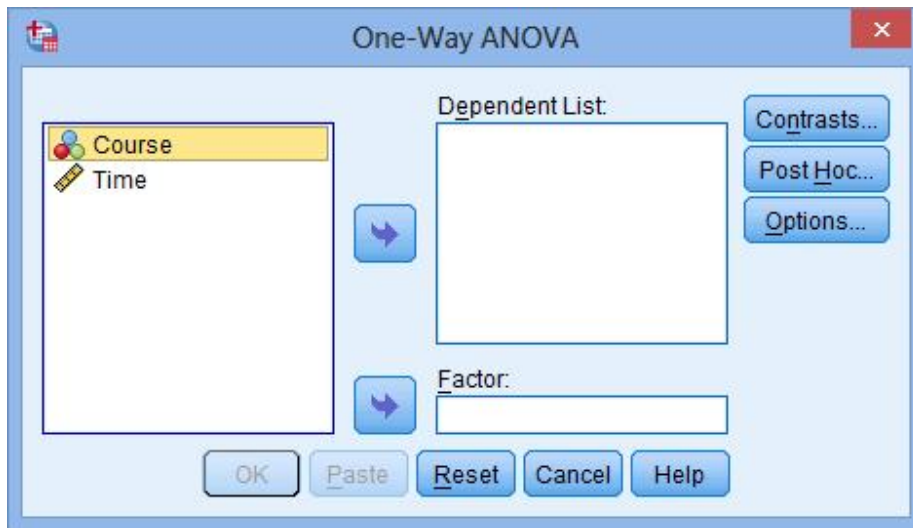 One-Way ANOVA
Course
Time
Dependent List:
Contrasts...
Post Hoc...
Options...
Factor:
OK
Paste
Reset
Cancel
Help